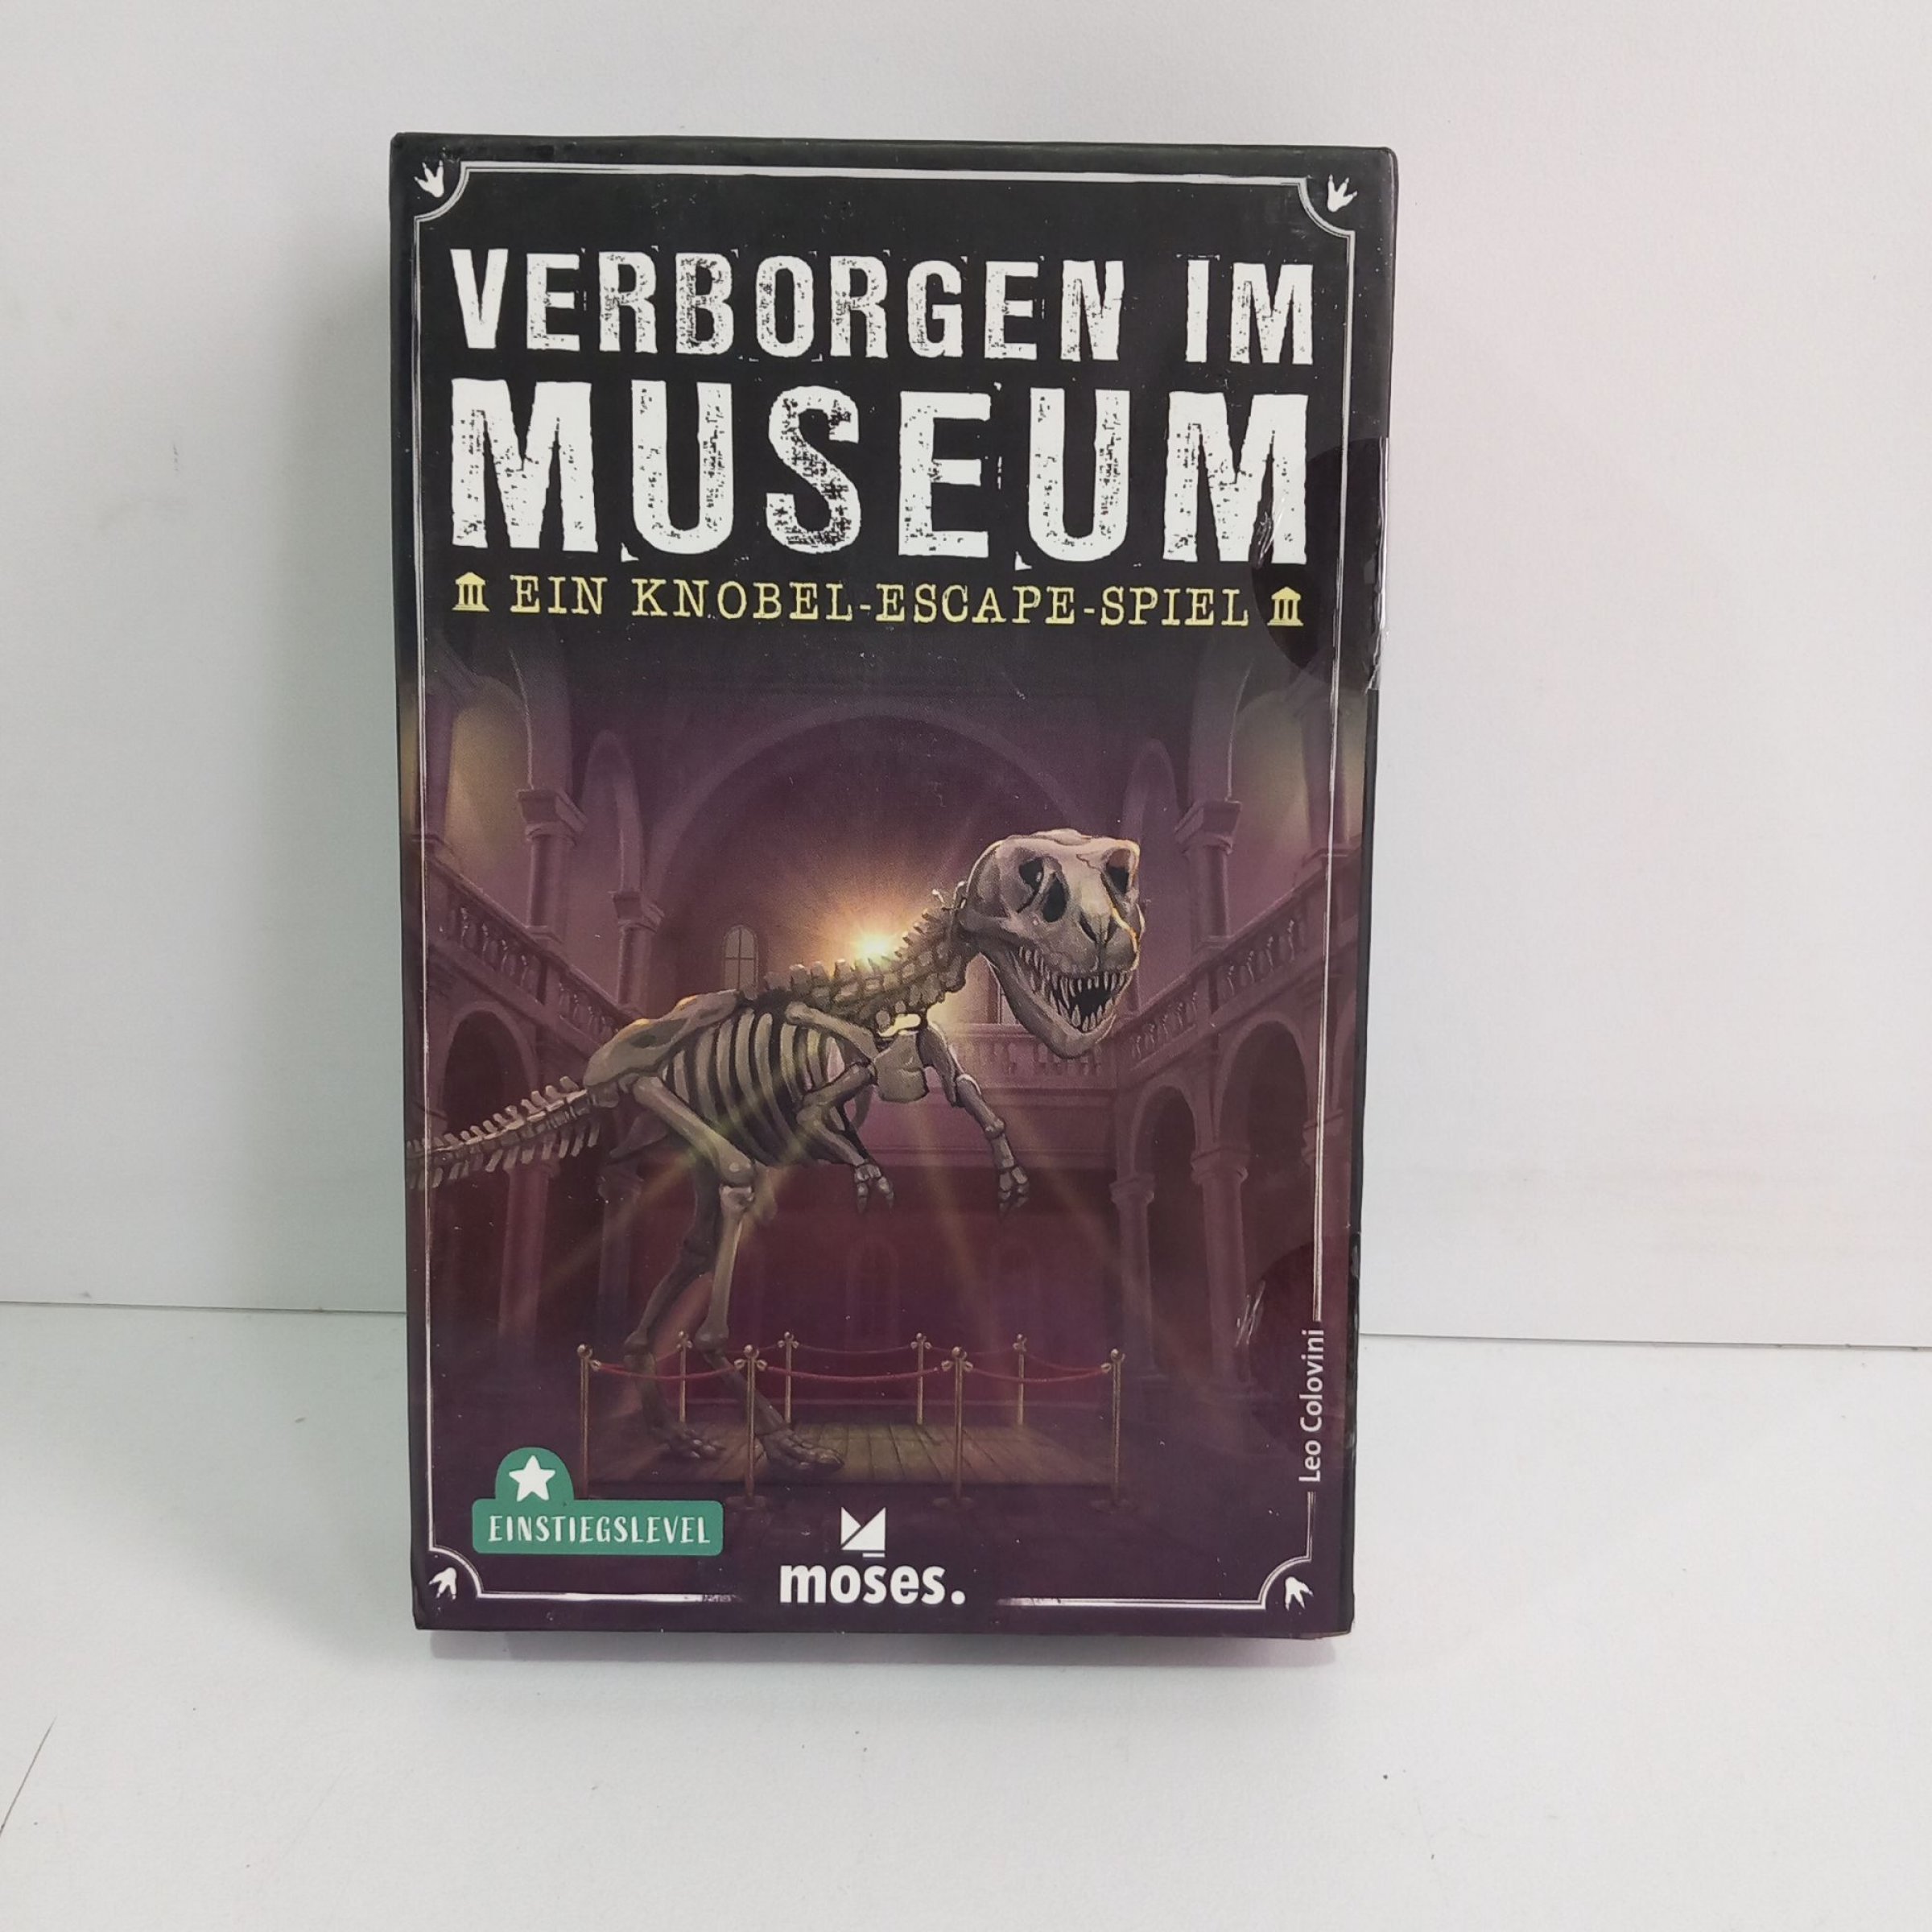 VERBORGEN IM
MUSEUM
EIN KNOBEL-ESCAPE-SPIEL
Leo Colovini
EINSTIEGSLEVEL
moses.